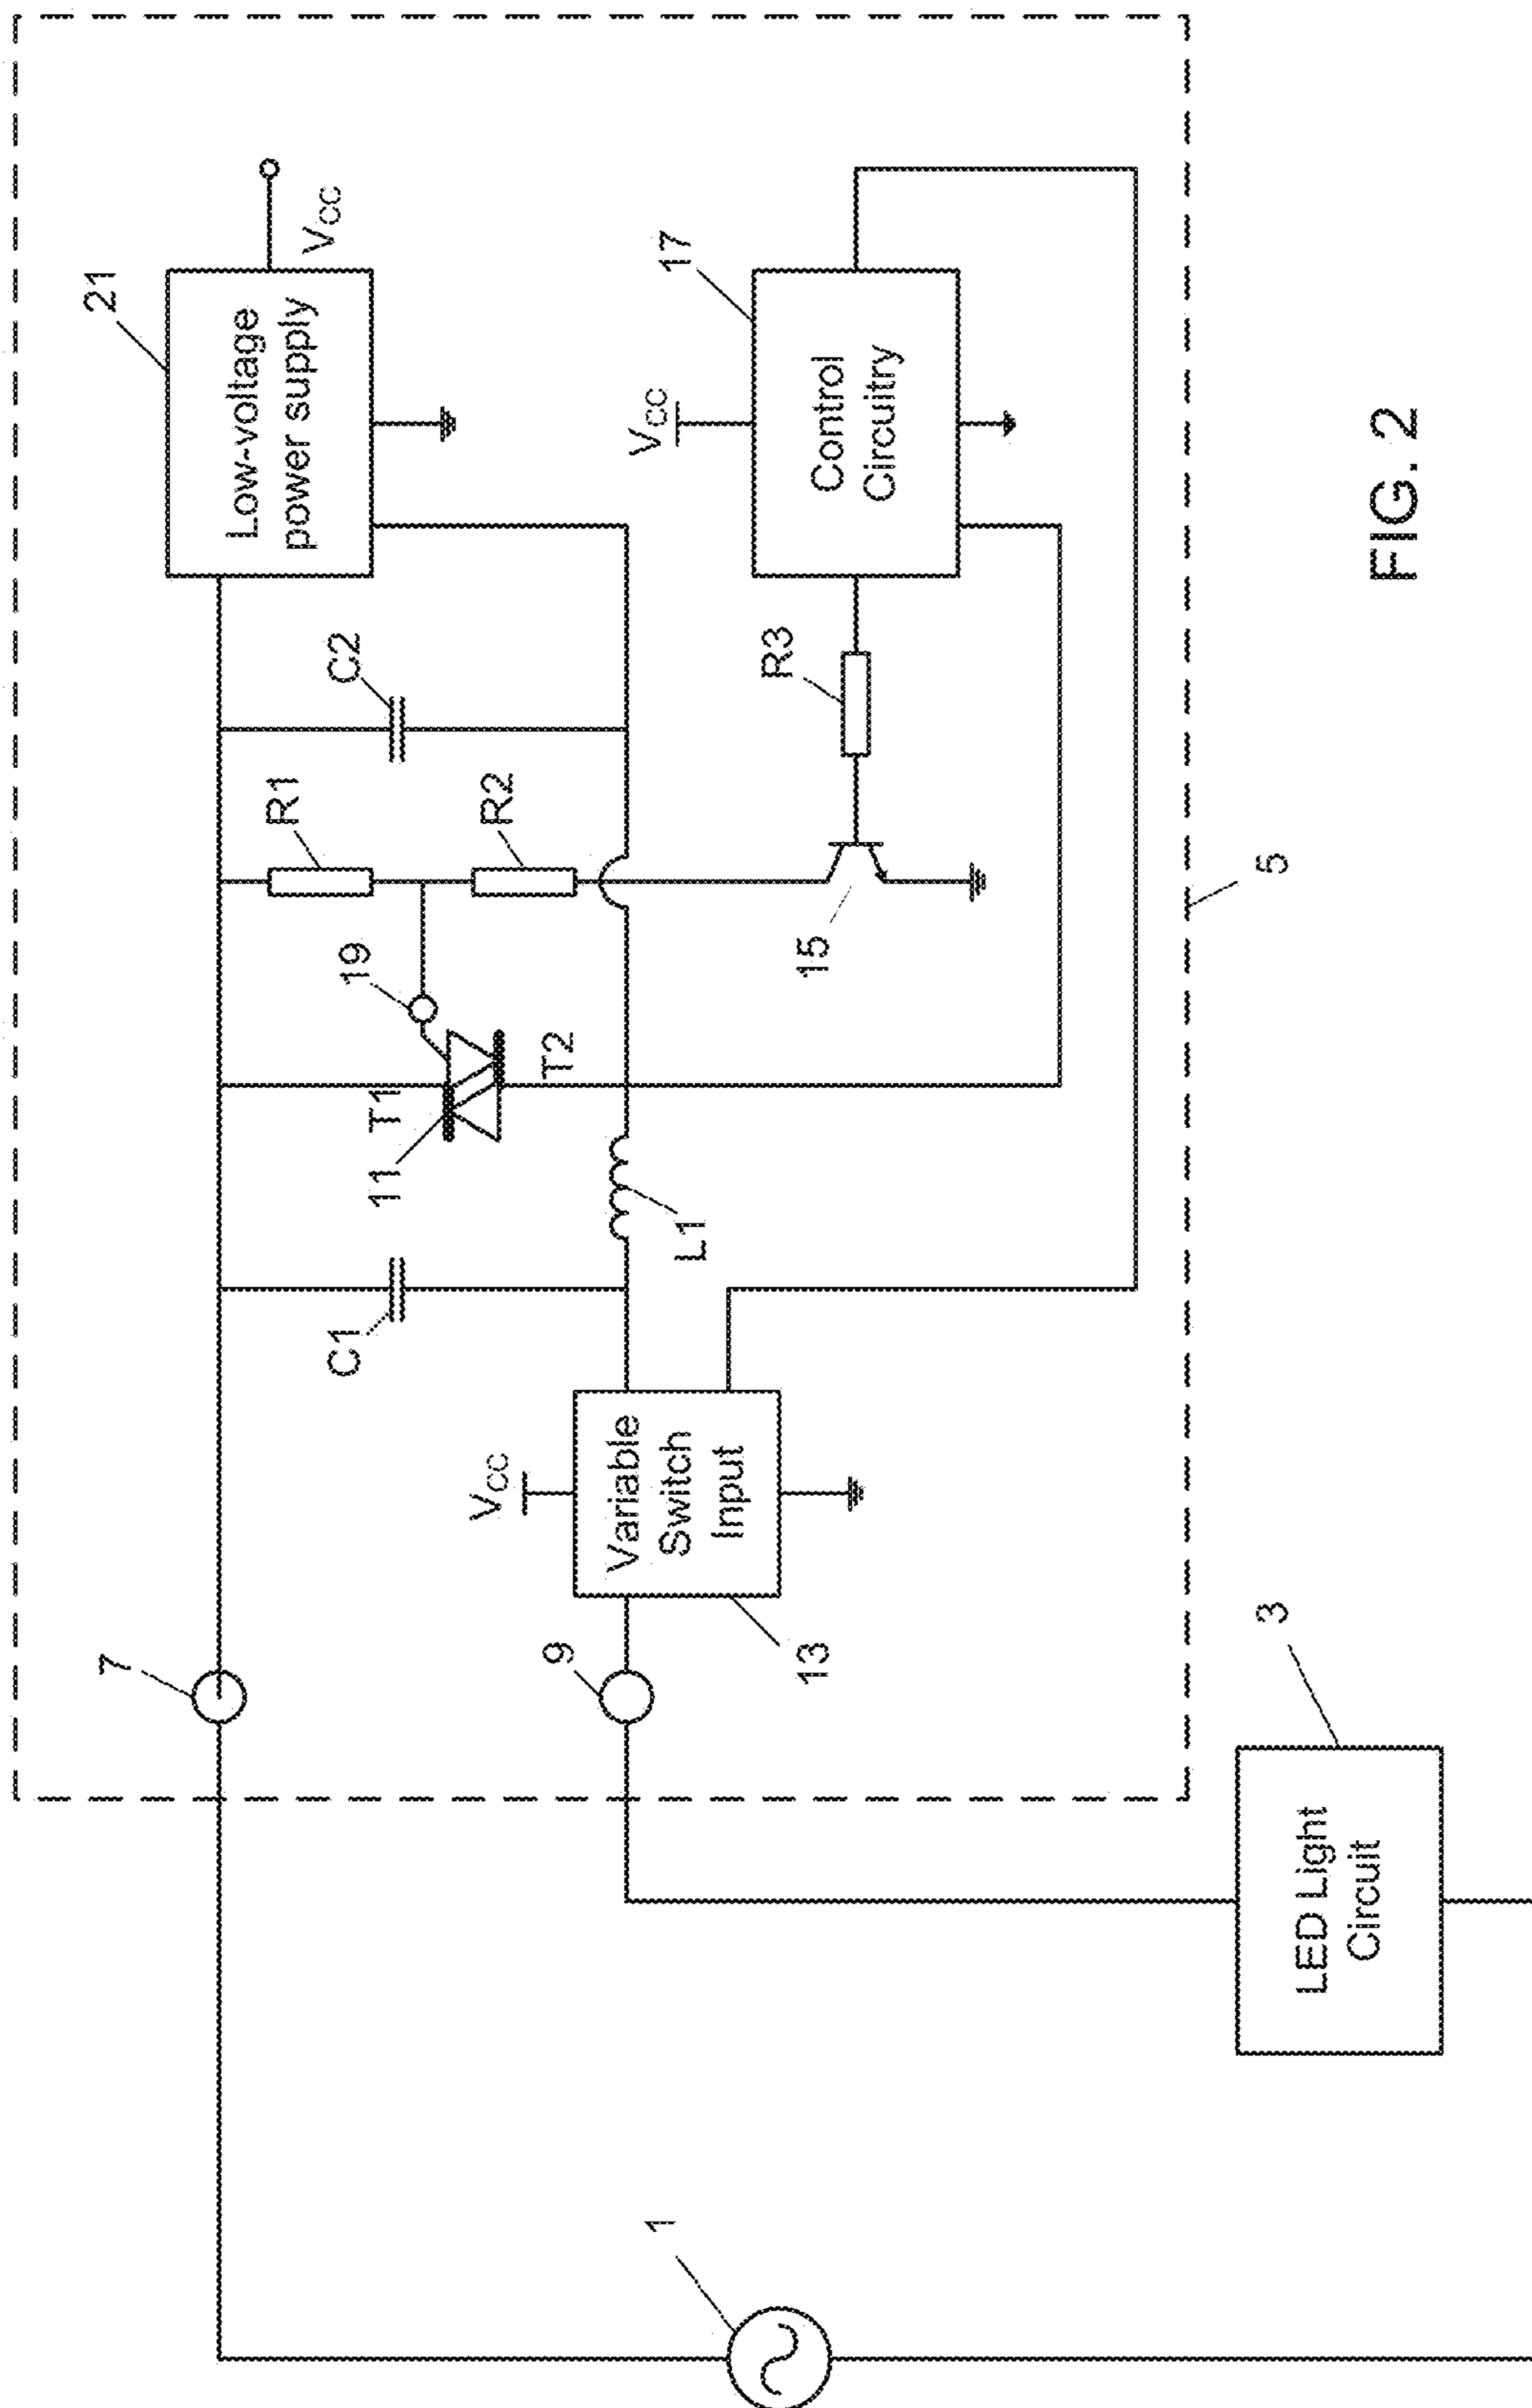 21
Low-voltage
power supply
VCC
7
C1
T1
11
19
R1
C2
T2
R2
9
VCC
Variable
Switch
Input
13
L1
15
R3
VCC
17
Control
Circuitry
1
LED Light
Circuit
3
5
FIG. 2